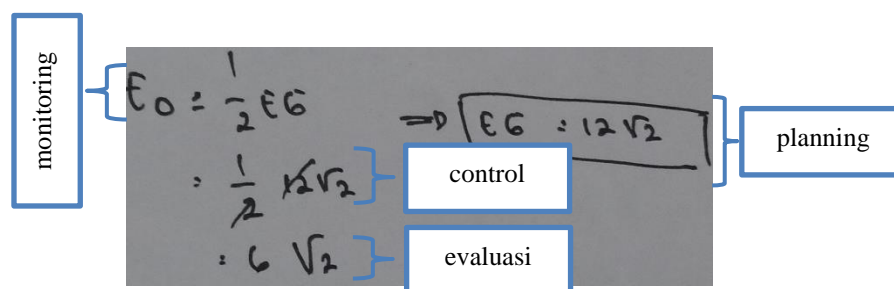 monitoring
EO = 1/2 EG
⇒ EG = 12√2
planning
= 1/2 12√2
control
= 6 √2
evaluasi